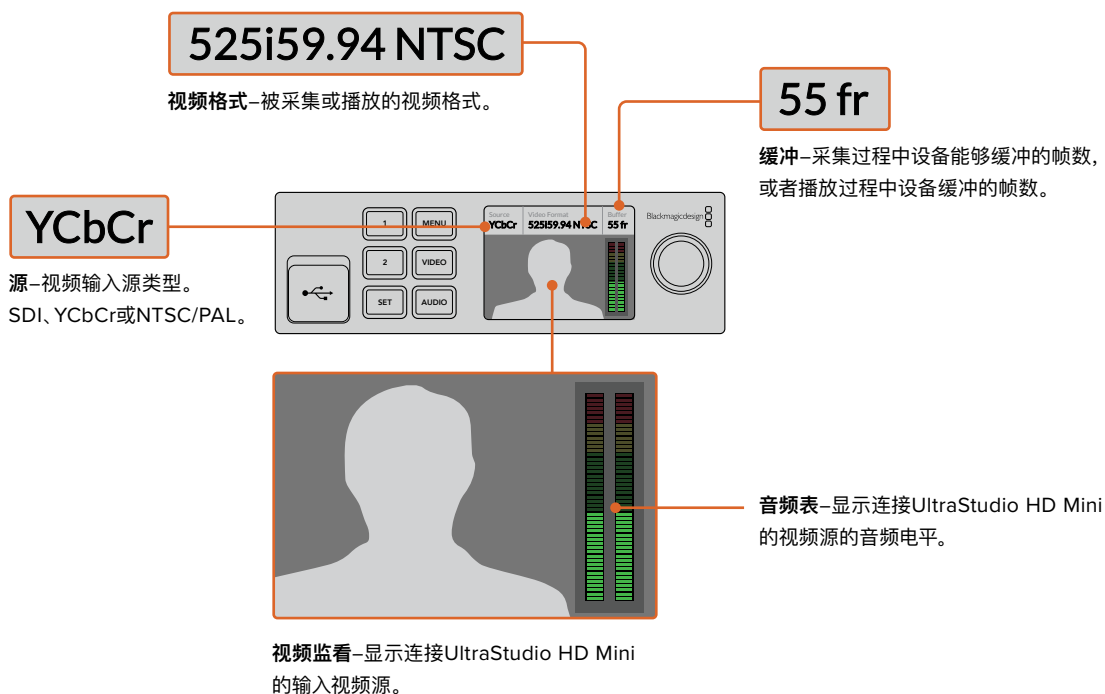 525i59.94 NTSC
视频格式–被采集或播放的视频格式。
55 fr
缓冲–采集过程中设备能够缓冲的帧数，
或者播放过程中设备缓冲的帧数。
YCbCr
源–视频输入源类型。
SDI、YCbCr或NTSC/PAL。
1
MENU
2
VIDEO
SET
AUDIO
Source
Video Format
Buffer
YCbCr
525I59.94 NTSC
55 fr
Blackmagicdesign
音频表–显示连接UltraStudio HD Mini
的视频源的音频电平。
视频监看–显示连接UltraStudio HD Mini
的输入视频源。